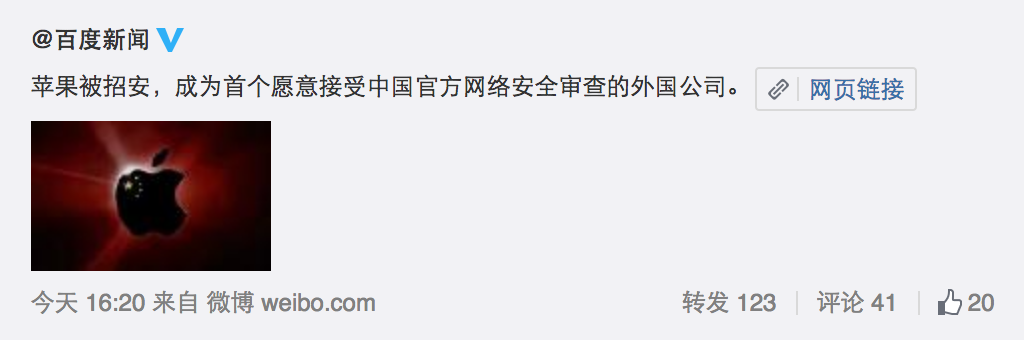 @百度新闻
苹果被招安，成为首个愿意接受中国官方网络安全审查的外国公司。 网页链接
今天 16:20 来自 微博 weibo.com 转发 123 评论 41 20